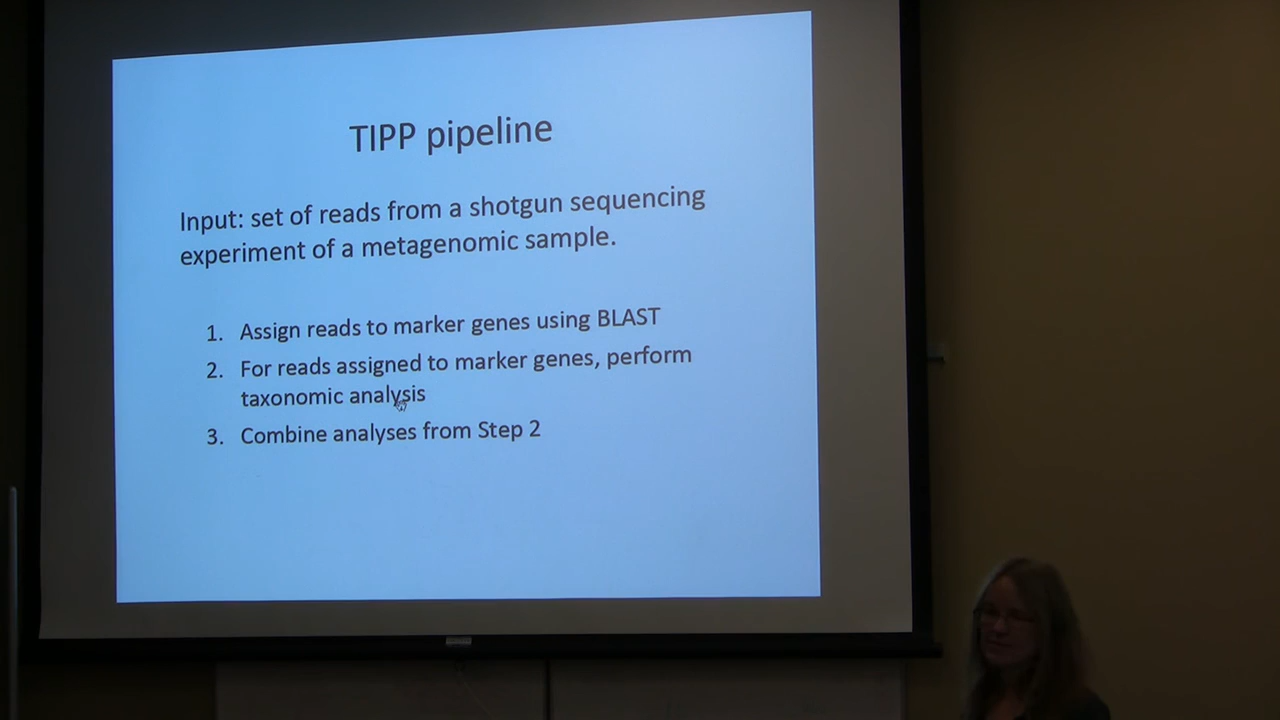 TIPP pipeline
Input: set of reads from a shotgun sequencing
experiment of a metagenomic sample.
1. Assign reads to marker genes using BLAST
2. For reads assigned to marker genes, perform
taxonomic analysis
3. Combine analyses from Step 2